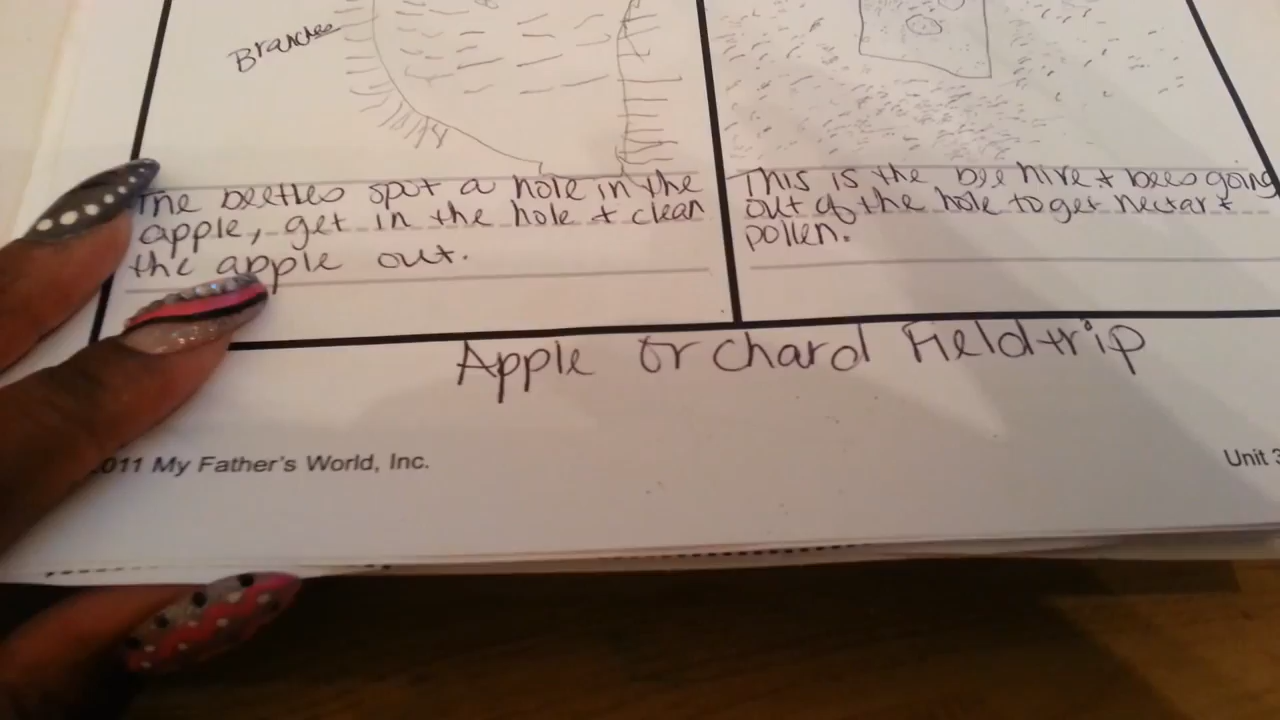 Branches
The beetles spot a hole in the
apple, get in the hole + clean
the apple out.
This is the bee hive + bees going
out of the hole to get nectar +
pollen.
Apple Orchard Fieldtrip
2011 My Father's World, Inc.
Unit 3